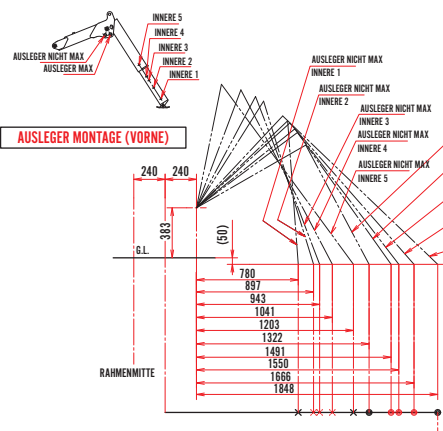 INNERE 5
INNERE 4
INNERE 3
INNERE 2
INNERE 1
AUSLEGER NICHT MAX
AUSLEGER MAX
AUSLEGER MONTAGE (VORNE)
AUSLEGER NICHT MAX
INNERE 1
AUSLEGER NICHT MAX
INNERE 2
AUSLEGER NICHT MAX
INNERE 3
AUSLEGER NICHT MAX
INNERE 4
AUSLEGER NICHT MAX
INNERE 5
240
240
383
(50)
G.L.
780
897
943
1041
1203
1322
1491
1550
1666
1848
RAHMENMITTE